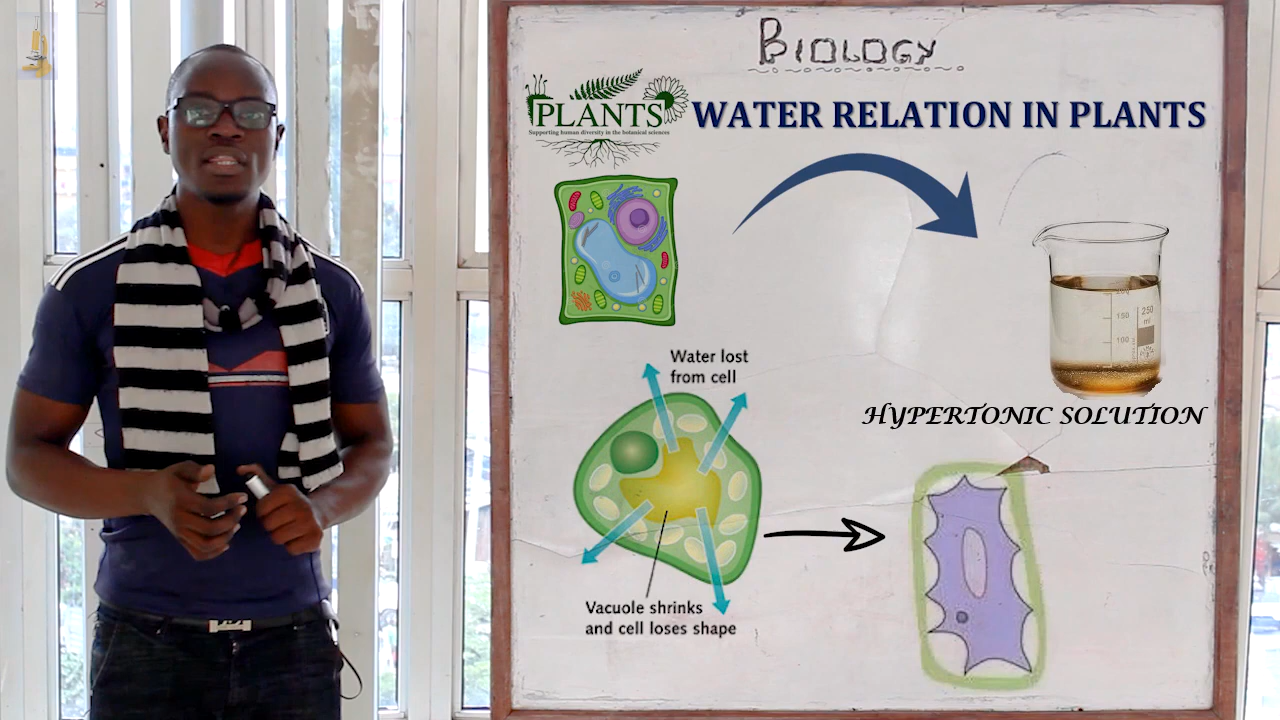 BIOLOGY
PLANTS
Supporting human diversity in the botanical sciences
WATER RELATION IN PLANTS
250
ml
150
100
HYPERTONIC SOLUTION
Water lost
from cell
Vacuole shrinks
and cell loses shape